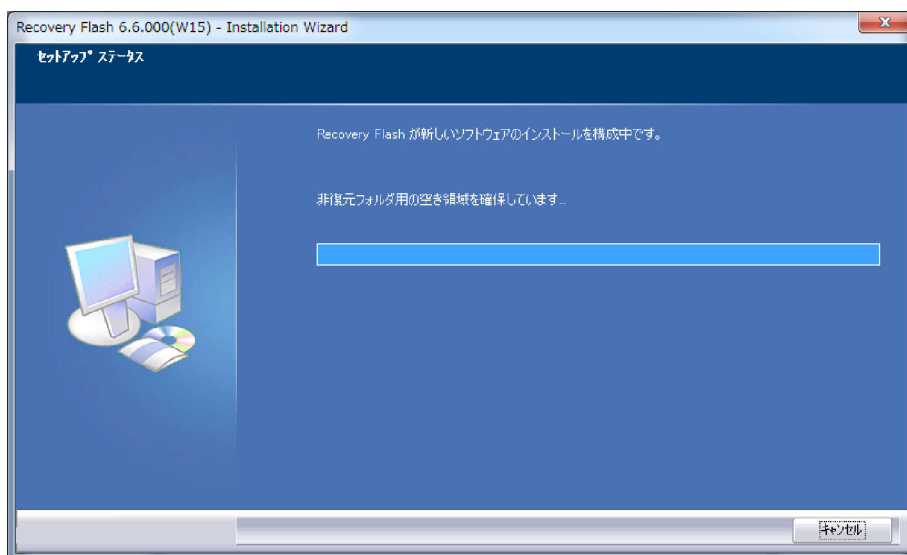 Recovery Flash 6.6.000(W15) - Installation Wizard
セットアップ ステータス
Recovery Flash が新しいソフトウェアのインストールを構成中です。
非復元フォルダ用の空き領域を確保しています...
キャンセル